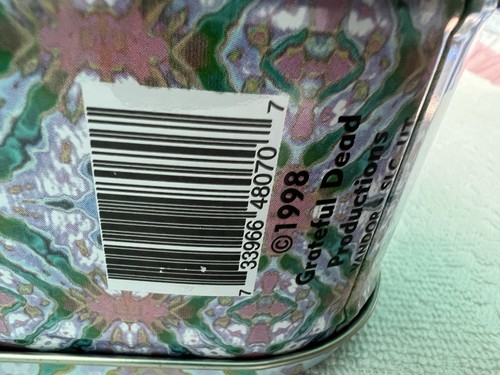 7 33966 48070 7
©1998
Grateful Dead
Productions